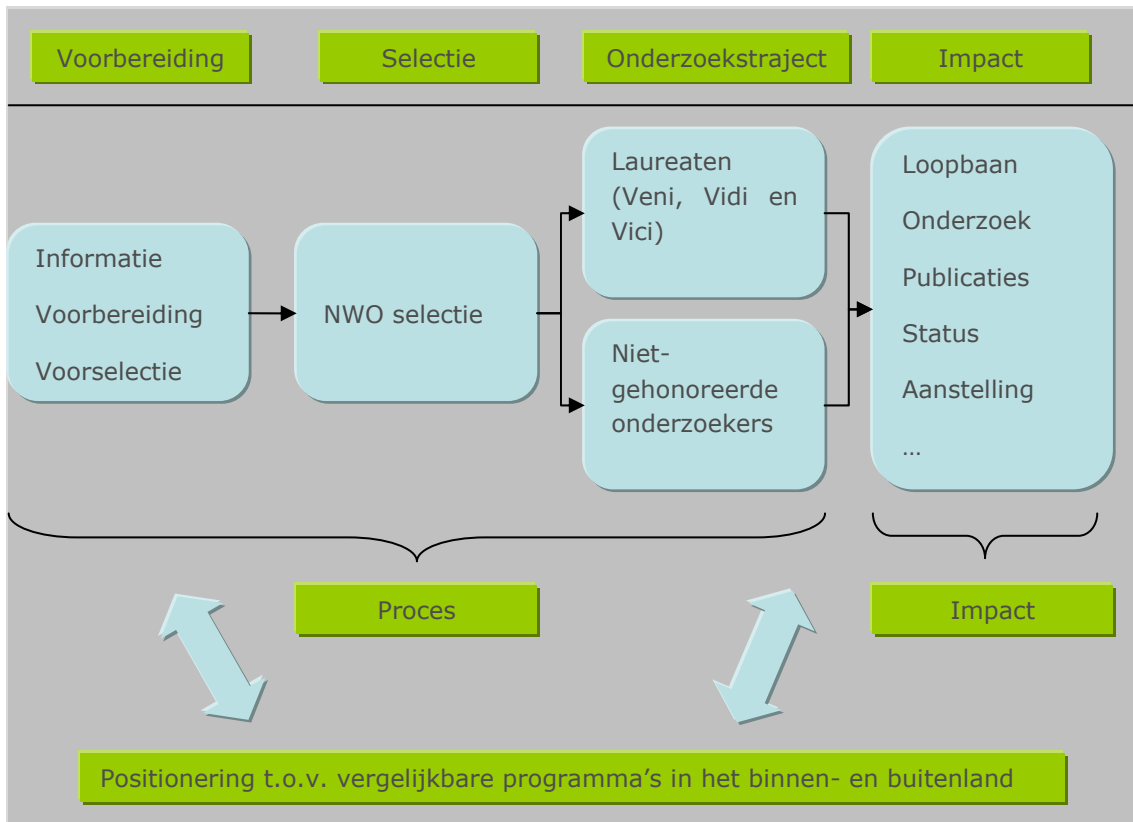 Voorbereiding
Selectie
Onderzoekstraject
Impact
Informatie
Voorbereiding
Voorselectie
NWO selectie
Laureaten
(Veni, Vidi en
Vici)
Niet-
gehonoreerde
onderzoekers
Loopbaan
Onderzoek
Publicaties
Status
Aanstelling
…
Proces
Impact
Positionering t.o.v. vergelijkbare programma’s in het binnen- en buitenland